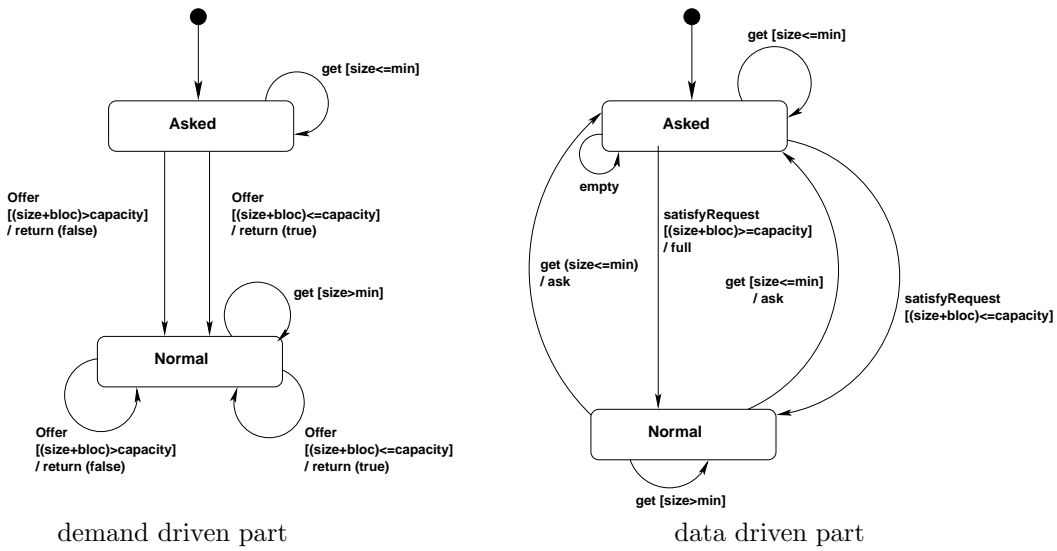 get [size<=min]
Asked
Offer
[(size+bloc)>capacity]
/ return (false)
Offer
[(size+bloc)<=capacity]
/ return (true)
get [size>min]
Normal
Offer
[(size+bloc)>capacity]
/ return (false)
Offer
[(size+bloc)<=capacity]
/ return (true)
demand driven part
get [size<=min]
Asked
empty
satisfyRequest
[(size+bloc)>=capacity]
/ full
get (size<=min)
/ ask
get [size<=min]
/ ask
satisfyRequest
[(size+bloc)<=capacity]
Normal
get [size>min]
data driven part